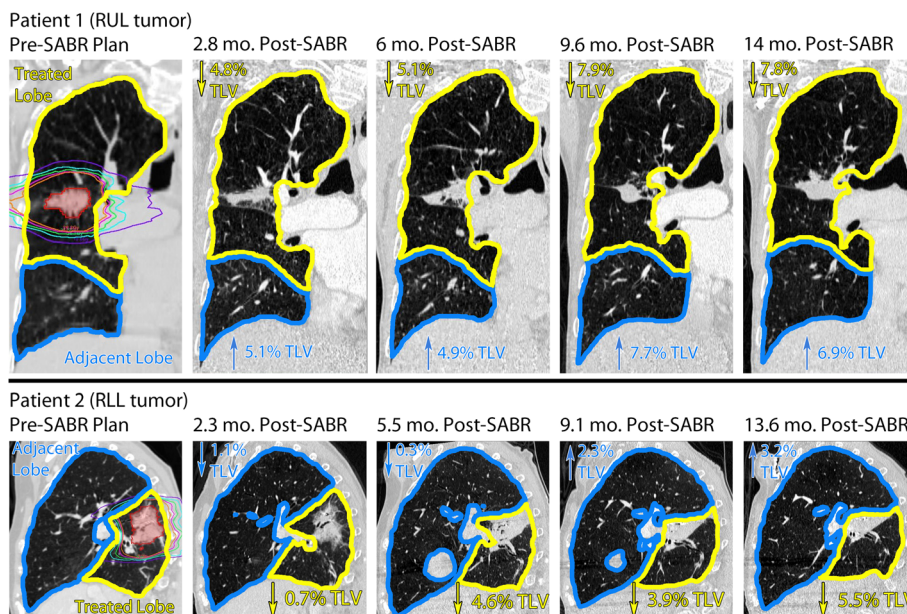 Patient 1 (RUL tumor)
Pre-SABR Plan 2.8 mo. Post-SABR 6 mo. Post-SABR 9.6 mo. Post-SABR 14 mo. Post-SABR
Treated Lobe
4.8% TLV
5.1% TLV
7.9% TLV
7.8% TLV
Adjacent Lobe
5.1% TLV
4.9% TLV
7.7% TLV
6.9% TLV
Patient 2 (RLL tumor)
Pre-SABR Plan 2.3 mo. Post-SABR 5.5 mo. Post-SABR 9.1 mo. Post-SABR 13.6 mo. Post-SABR
Adjacent Lobe
1.1% TLV
0.3% TLV
2.3% TLV
3.2% TLV
Treated Lobe
0.7% TLV
4.6% TLV
3.9% TLV
5.5% TLV